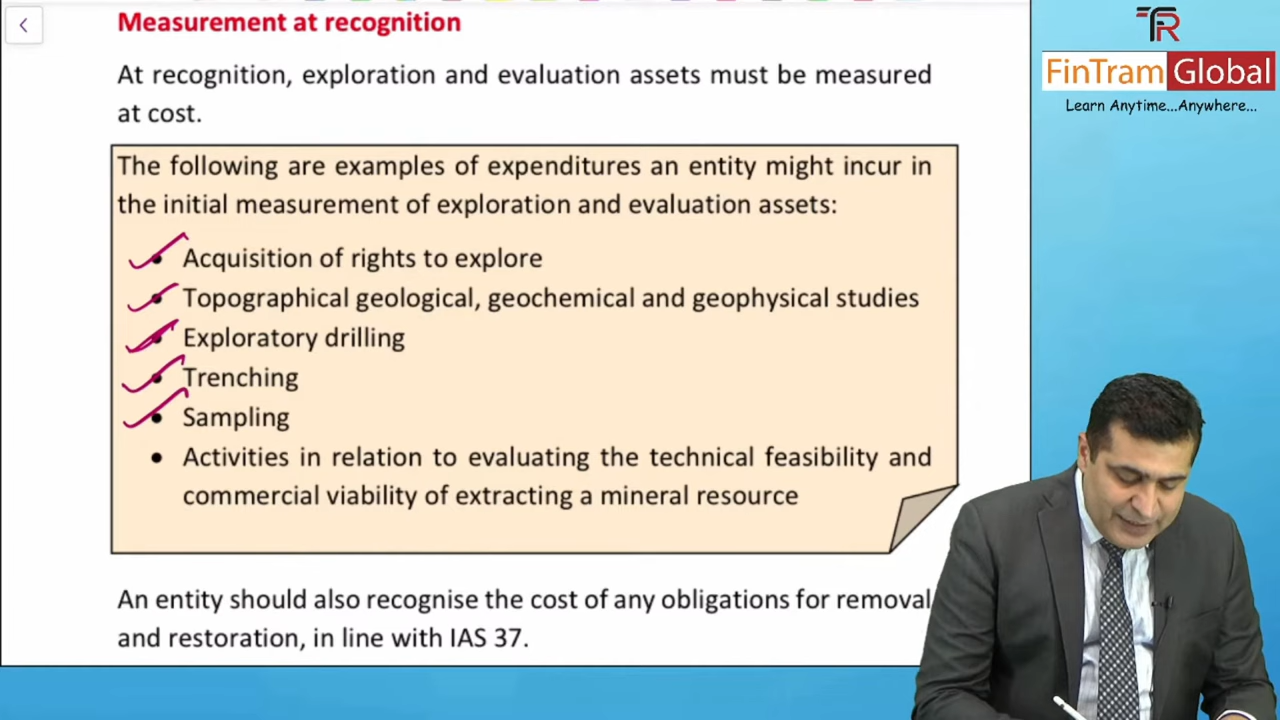 Measurement at recognition
At recognition, exploration and evaluation assets must be measured
at cost.
The following are examples of expenditures an entity might incur in
the initial measurement of exploration and evaluation assets:
• Acquisition of rights to explore
• Topographical geological, geochemical and geophysical studies
• Exploratory drilling
• Trenching
• Sampling
• Activities in relation to evaluating the technical feasibility and
commercial viability of extracting a mineral resource
An entity should also recognise the cost of any obligations for removal
and restoration, in line with IAS 37.
FinTram Global
Learn Anytime...Anywhere...